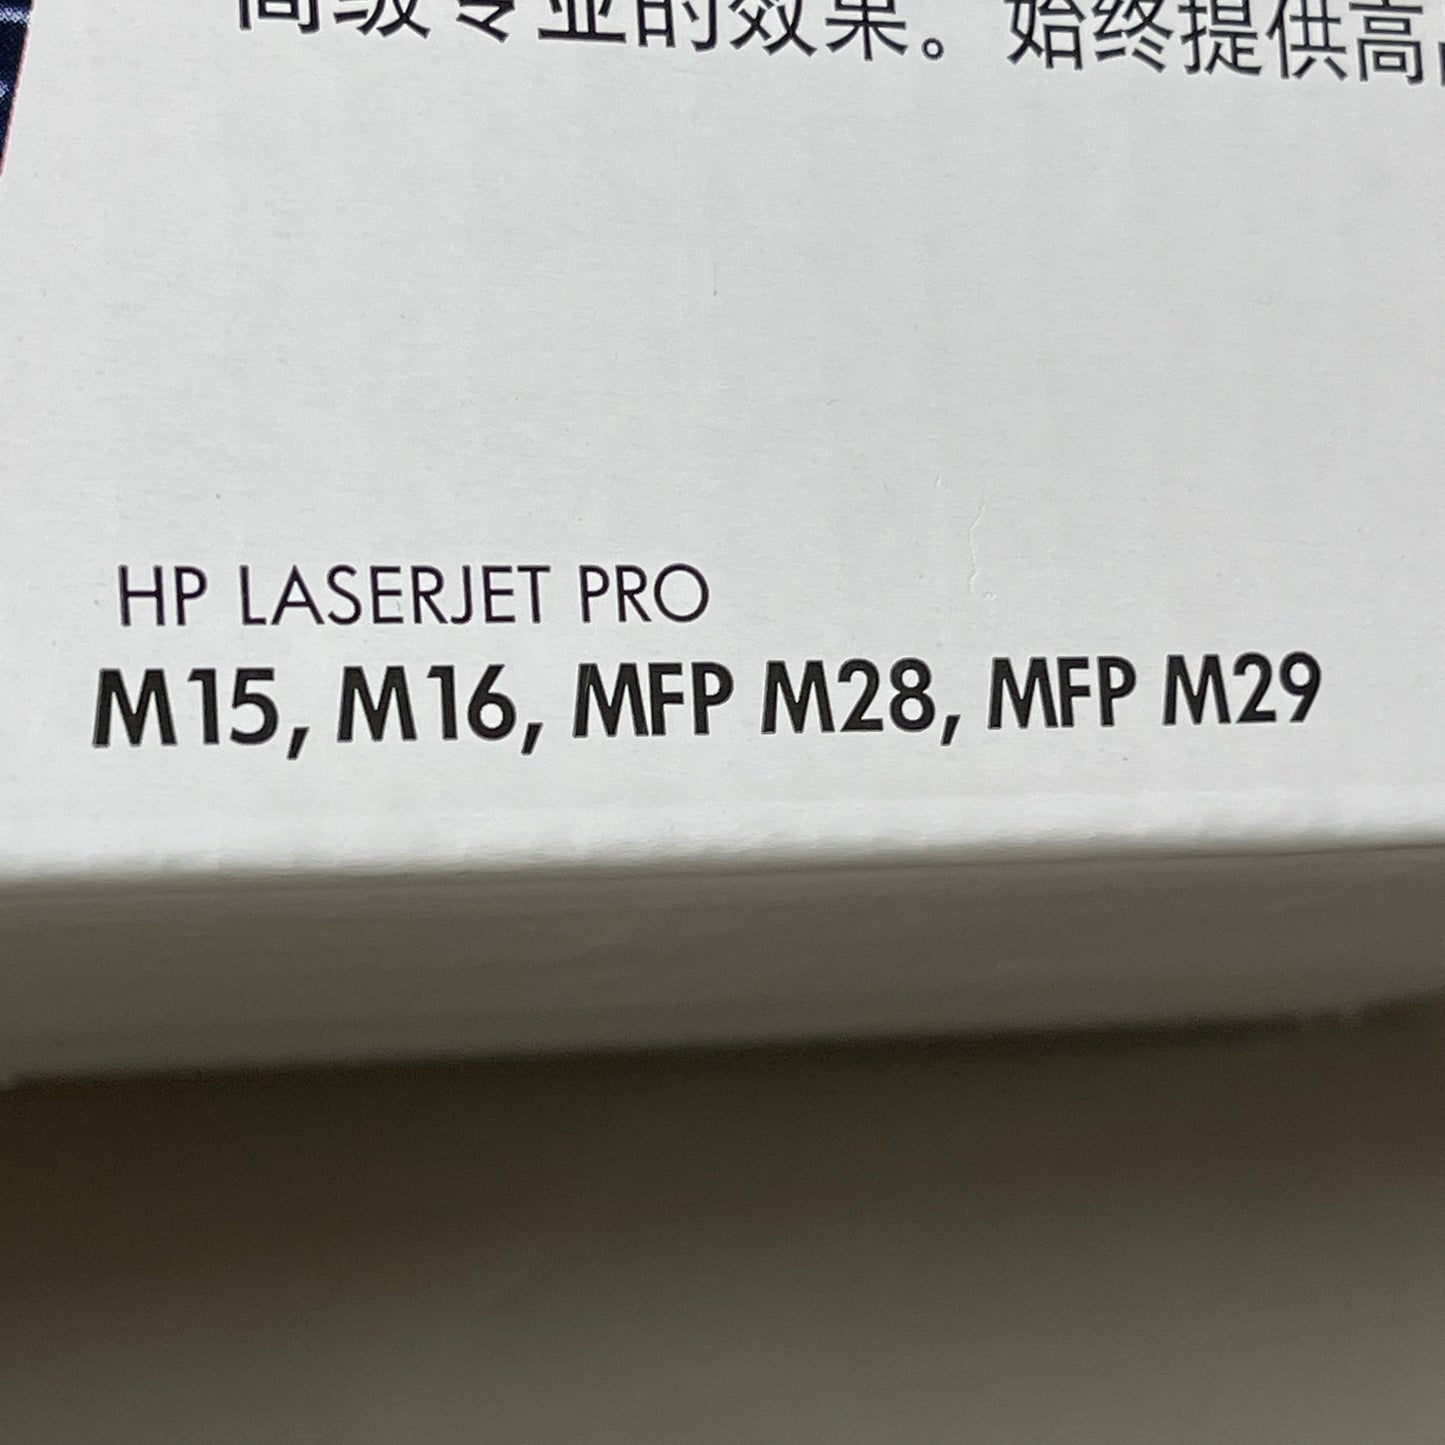 高级专业的效果。始终提供高
HP LASERJET PRO
M15, M16, MFP M28, MFP M29